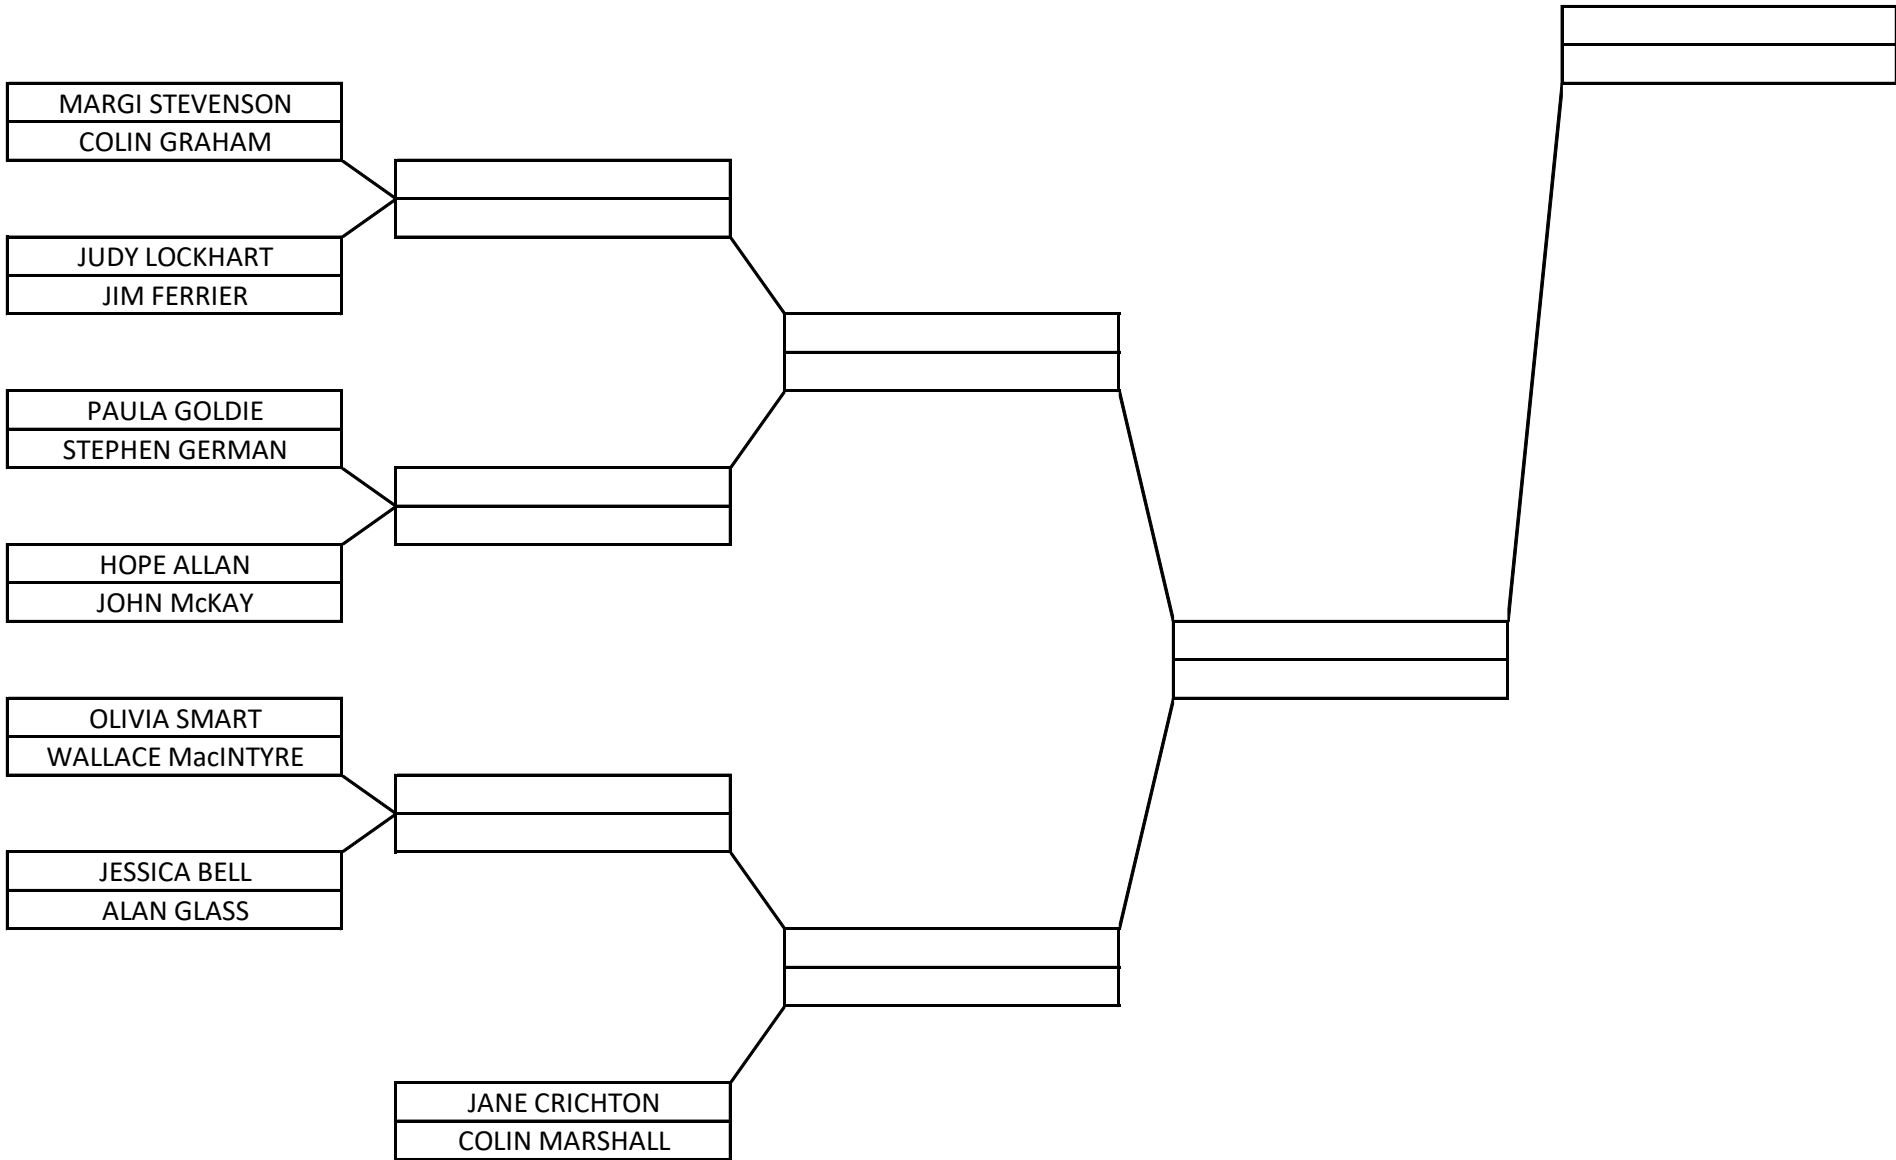 MARGI STEVENSON
COLIN GRAHAM
JUDY LOCKHART
JIM FERRIER
PAULA GOLDIE
STEPHEN GERMAN
HOPE ALLAN
JOHN McKAY
OLIVIA SMART
WALLACE MacINTYRE
JESSICA BELL
ALAN GLASS
JANE CRICHTON
COLIN MARSHALL